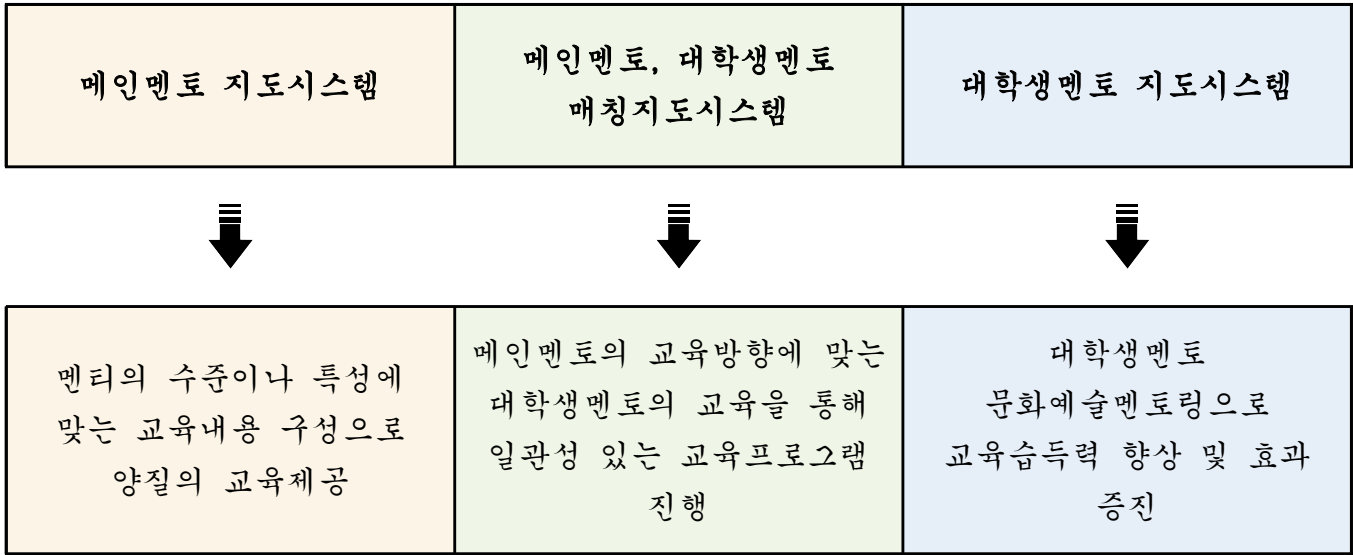 메인멘토 지도시스템
메인멘토, 대학생멘토
매칭지도시스템
대학생멘토 지도시스템
멘티의 수준이나 특성에
맞는 교육내용 구성으로
양질의 교육제공
메인멘토의 교육방향에 맞는
대학생멘토의 교육을 통해
일관성 있는 교육프로그램
진행
대학생멘토
문화예술멘토링으로
교육습득력 향상 및 효과
증진